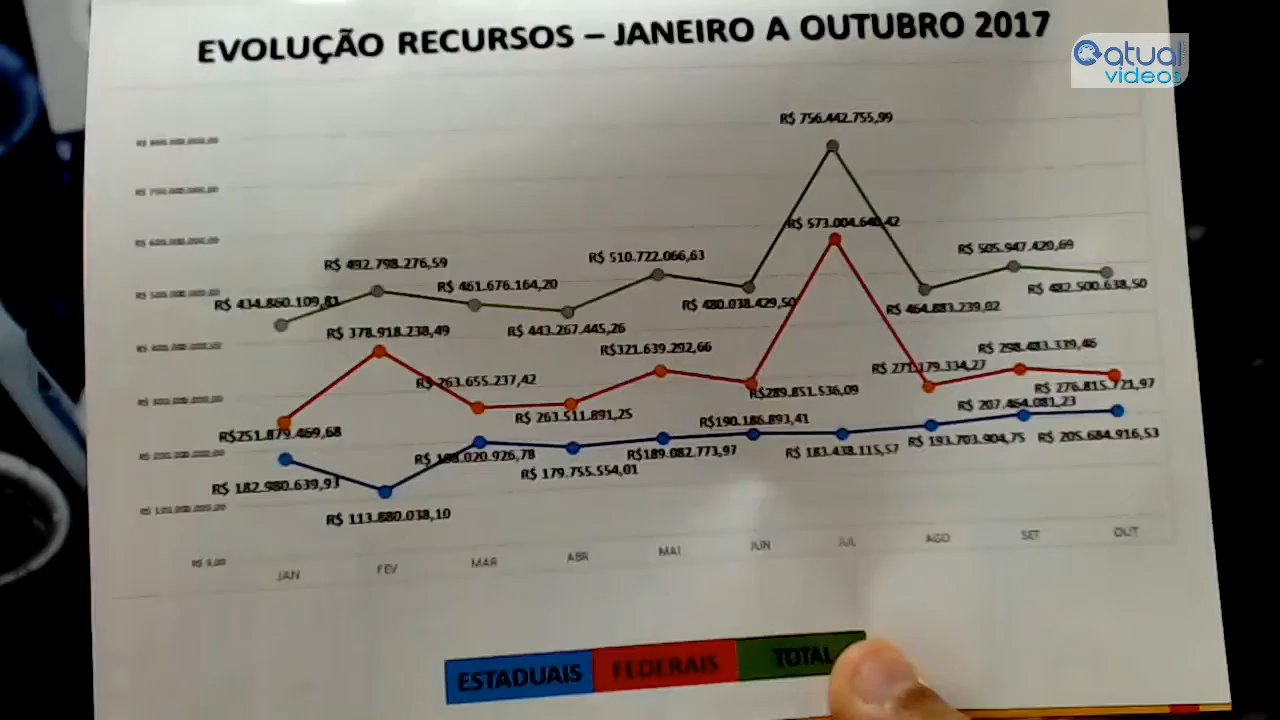 EVOLUÇÃO RECURSOS – JANEIRO A OUTUBRO 2017
atual
videos
R$ 756.442.755,99
R$ 573.004.640,42
R$ 492.798.276,59
R$ 510.722.066,63
R$ 505.947.420,69
R$ 461.676.164,20
R$ 434.860.109,61
R$ 480.038.429,50
R$ 464.883.239,02
R$ 482.500.638,50
R$ 378.918.238,49
R$ 443.267.445,26
R$321.639.292,66
R$ 298.483.339,46
R$ 263.655.237,42
R$ 271.179.334,27
R$289.851.536,09
R$ 276.815.721,97
R$ 263.511.891,25
R$ 207.464.081,23
R$251.879.469,68
R$190.186.893,41
R$189.082.773,97
R$ 183.438.115,57
R$ 193.703.904,75
R$ 205.684.916,53
R$ 179.755.554,01
R$ 182.980.639,93
R$ 113.880.038,10
R$ 0,00
JAN FEV MAR ABR MAI JUN JUL AGO SET OUT
ESTADUAIS FEDERAIS TOTAL